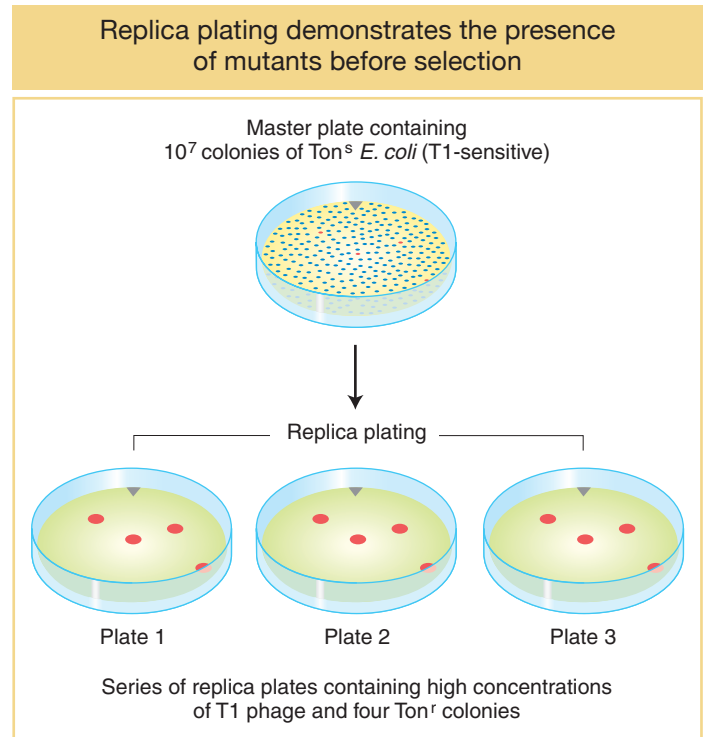 Replica plating demonstrates the presence
of mutants before selection
Master plate containing
10⁷ colonies of Tonˢ E. coli (T1-sensitive)
Replica plating
Plate 1
Plate 2
Plate 3
Series of replica plates containing high concentrations
of T1 phage and four Tonʳ colonies